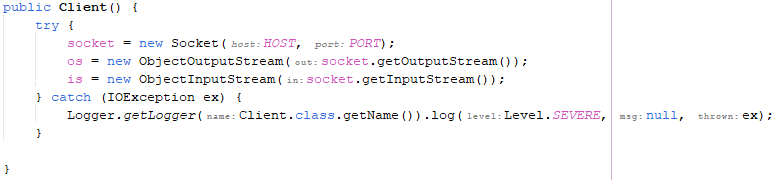 public Client() {
try {
socket = new Socket( host: HOST, port: PORT);
os = new ObjectOutputStream( out: socket.getOutputStream());
is = new ObjectInputStream( in: socket.getInputStream());
} catch (IOException ex) {
Logger.getLogger( name: Client.class.getName()).log( level: Level.SEVERE, msg: null, thrown: ex);
}
}